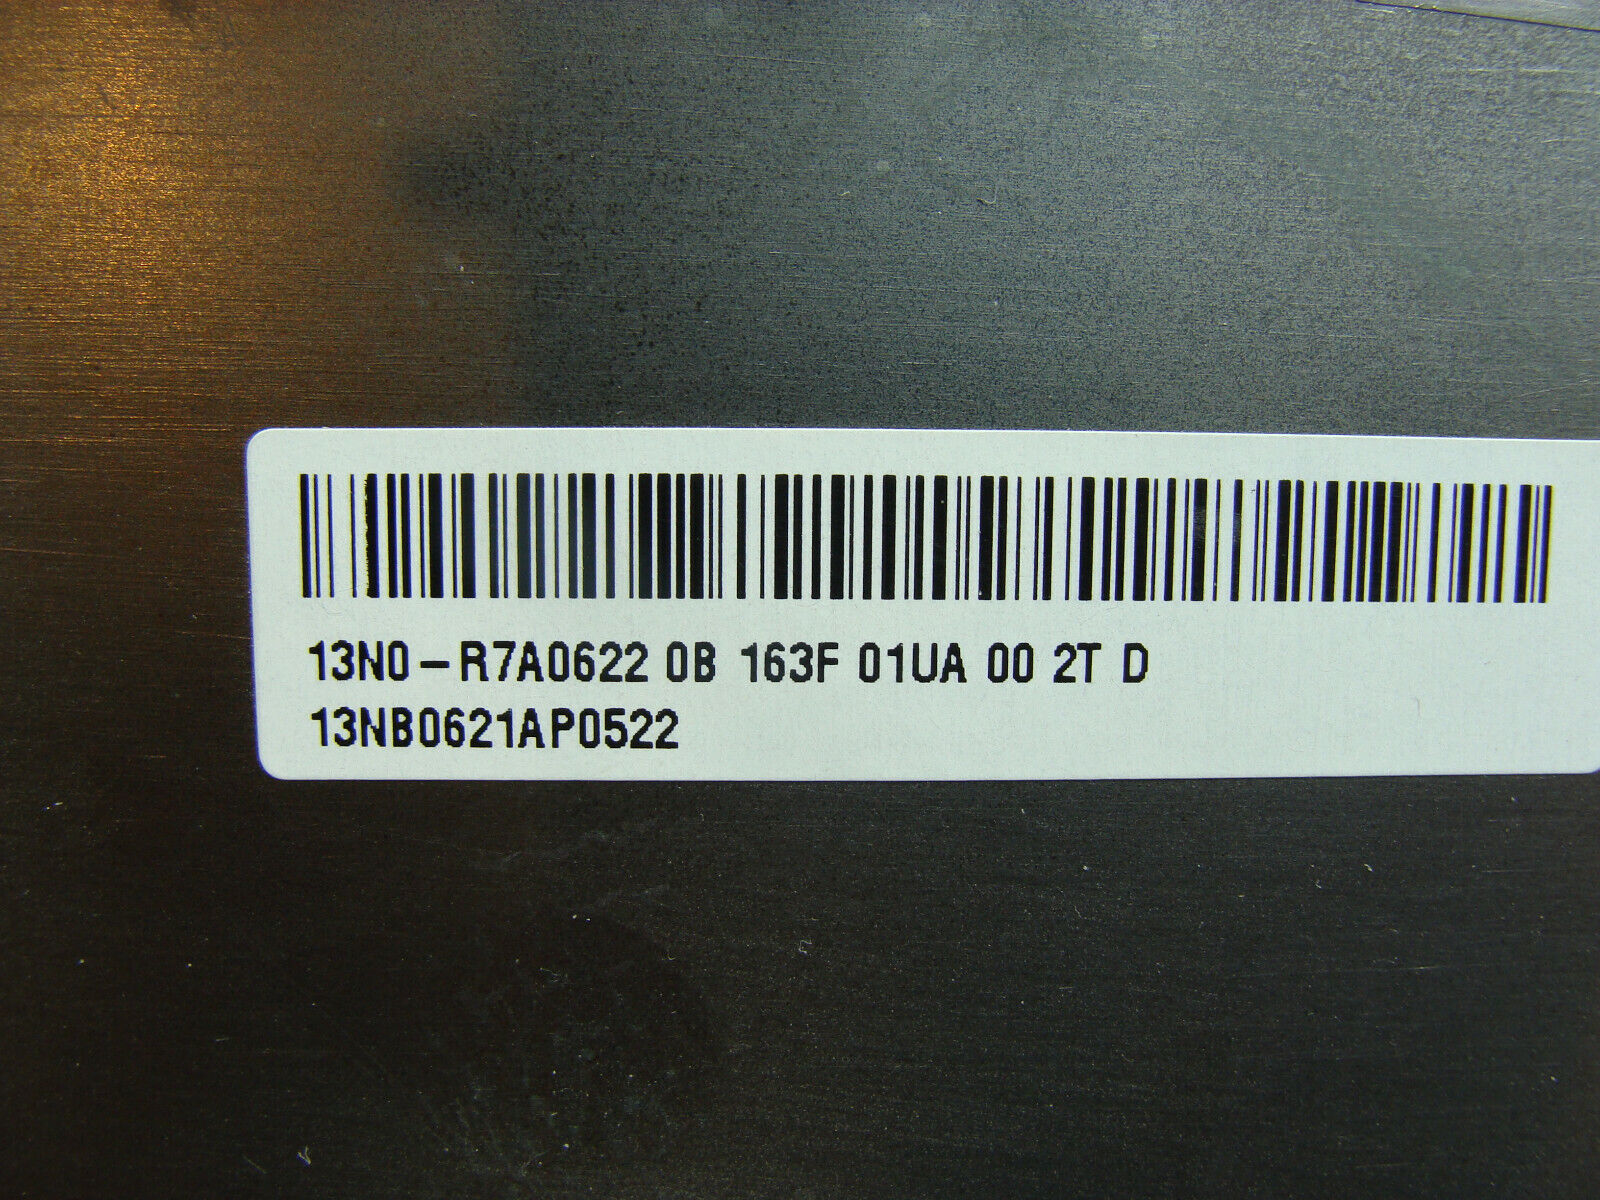 13N0-R7A0622 0B 163F 01UA 00 2T D
13NB0621AP0522